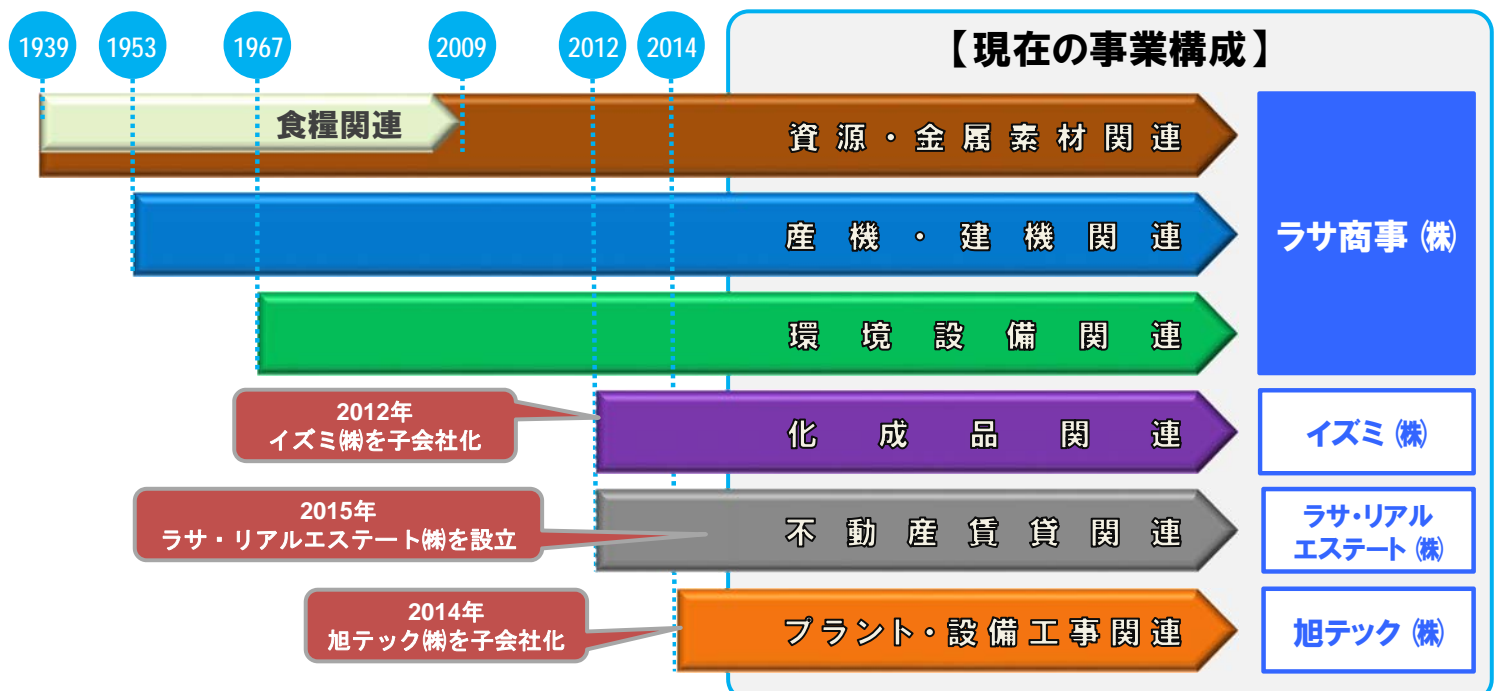 1939 1953 1967 2009 2012 2014
【現在の事業構成】
食糧関連
資源・金属素材関連
産機・建機関連
環境設備関連
ラサ商事㈱
2012年
イズミ㈱を子会社化
化成品関連
イズミ㈱
2015年
ラサ・リアルエステート㈱を設立
不動産賃貸関連
ラサ・リアル
エステート㈱
2014年
旭テック㈱を子会社化
プラント・設備工事関連
旭テック㈱